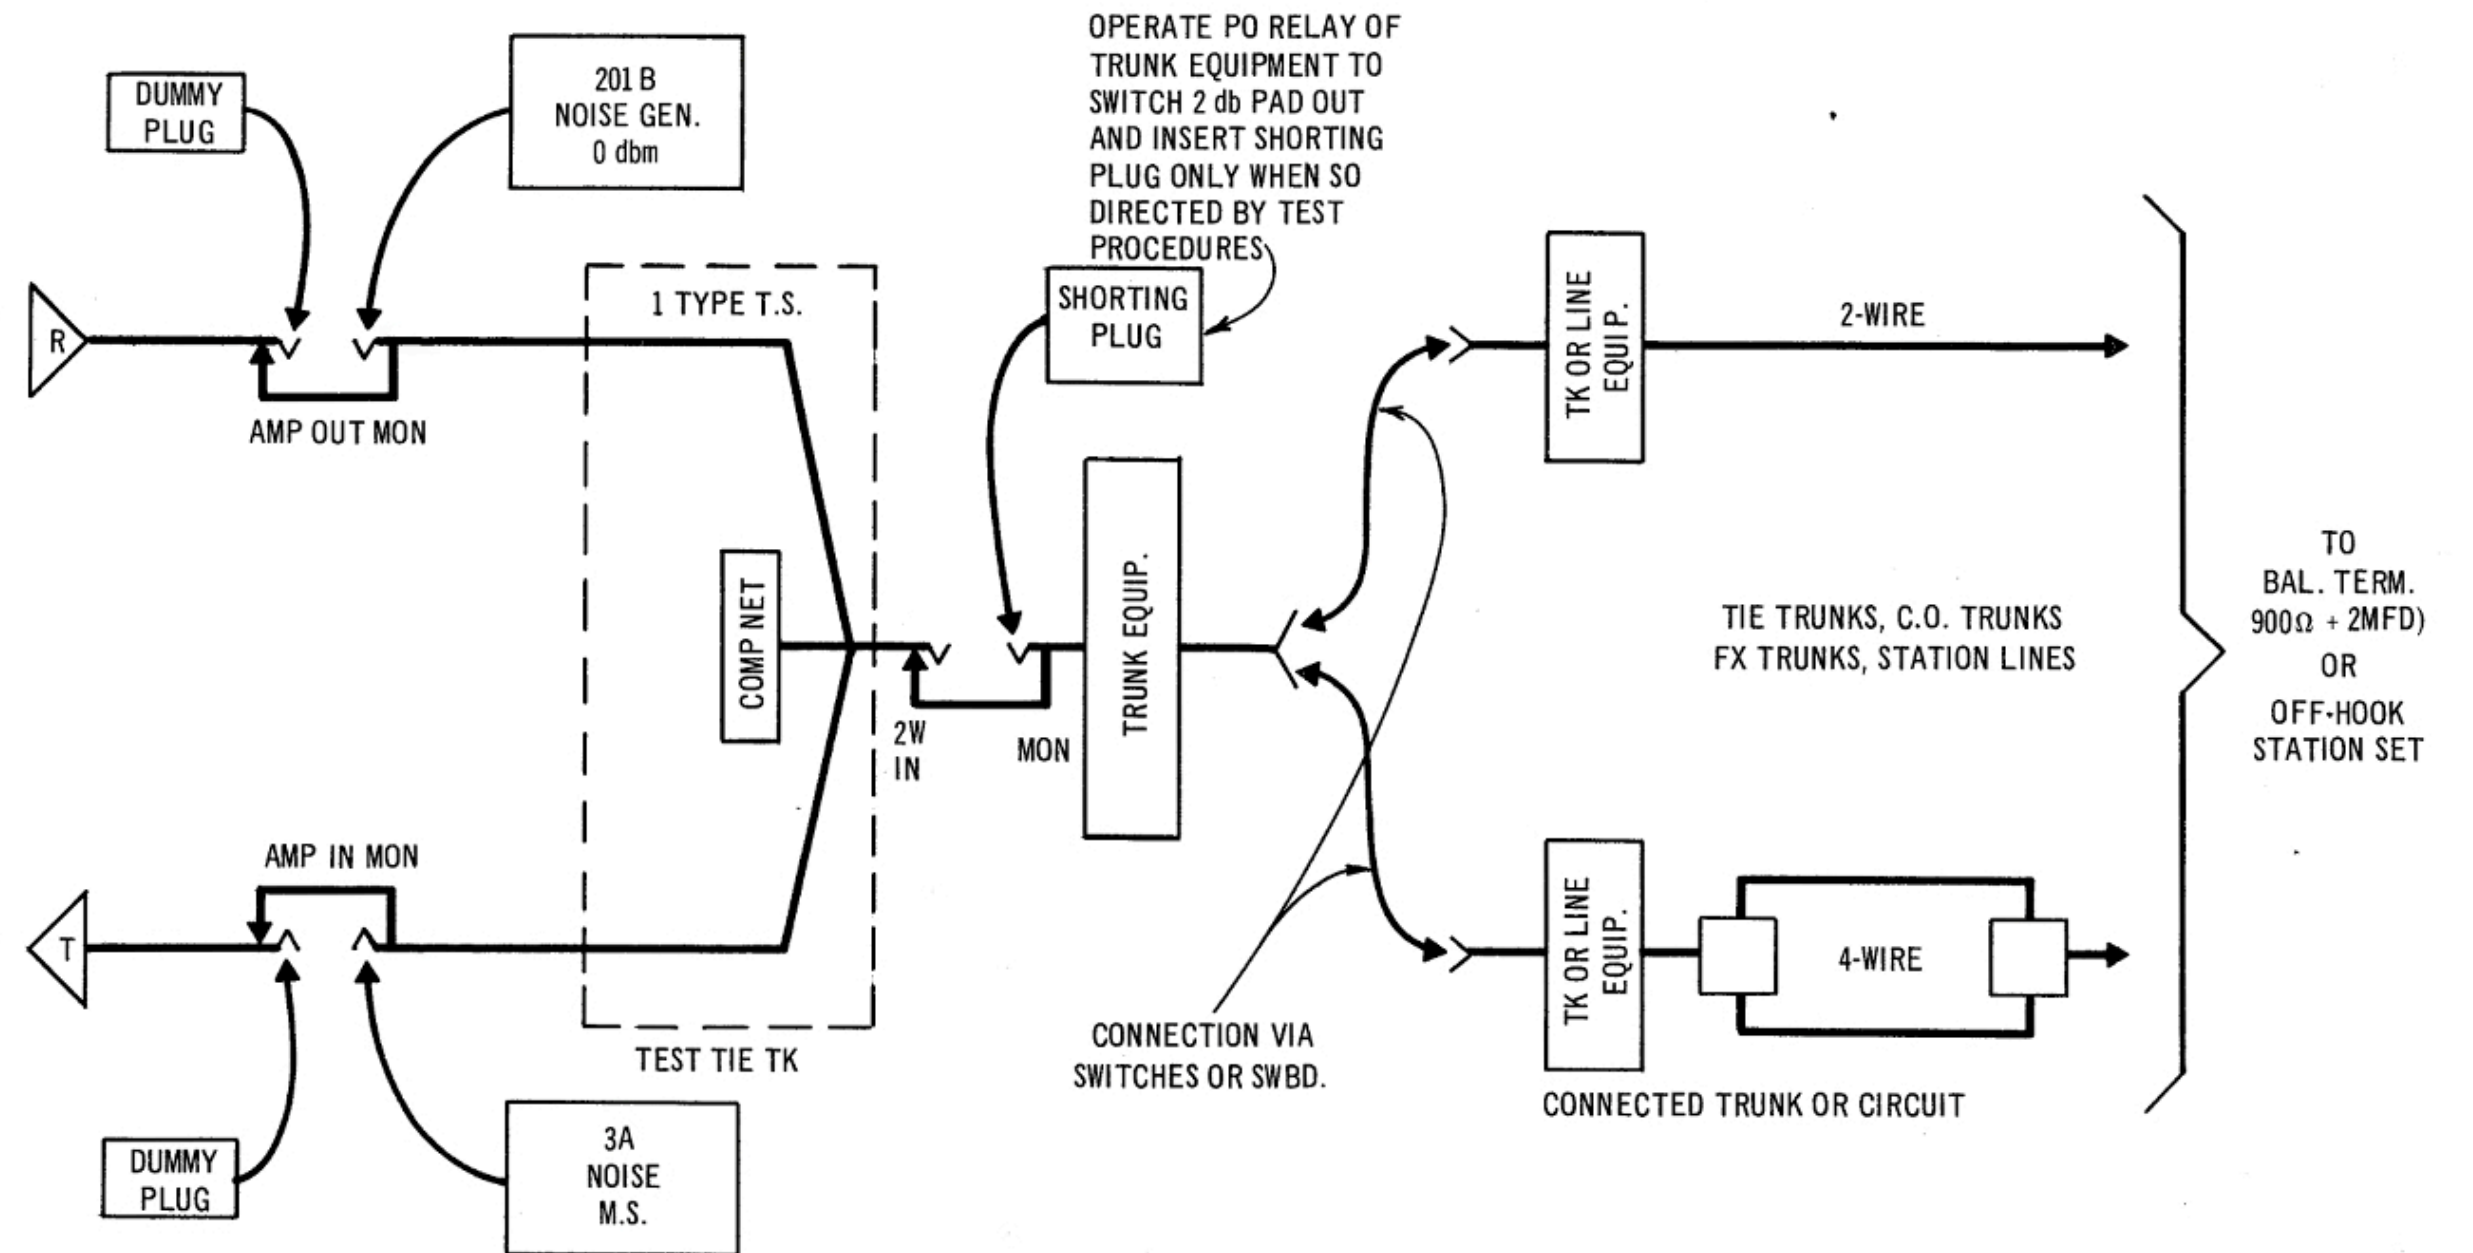 OPERATE PO RELAY OF
TRUNK EQUIPMENT TO
SWITCH 2 db PAD OUT
AND INSERT SHORTING
PLUG ONLY WHEN SO
DIRECTED BY TEST
PROCEDURES
DUMMY
PLUG
201 B
NOISE GEN.
0 dbm
1 TYPE T.S.
SHORTING
PLUG
R
AMP OUT MON
TK OR LINE
EQUIP.
2-WIRE
COMP NET
TRUNK EQUIP.
2W
IN
MON
TIE TRUNKS, C.O. TRUNKS
FX TRUNKS, STATION LINES
TO
BAL. TERM.
900Ω + 2MFD)
OR
OFF-HOOK
STATION SET
AMP IN MON
T
TK OR LINE
EQUIP.
4-WIRE
TEST TIE TK
CONNECTION VIA
SWITCHES OR SWBD.
CONNECTED TRUNK OR CIRCUIT
DUMMY
PLUG
3A
NOISE
M.S.